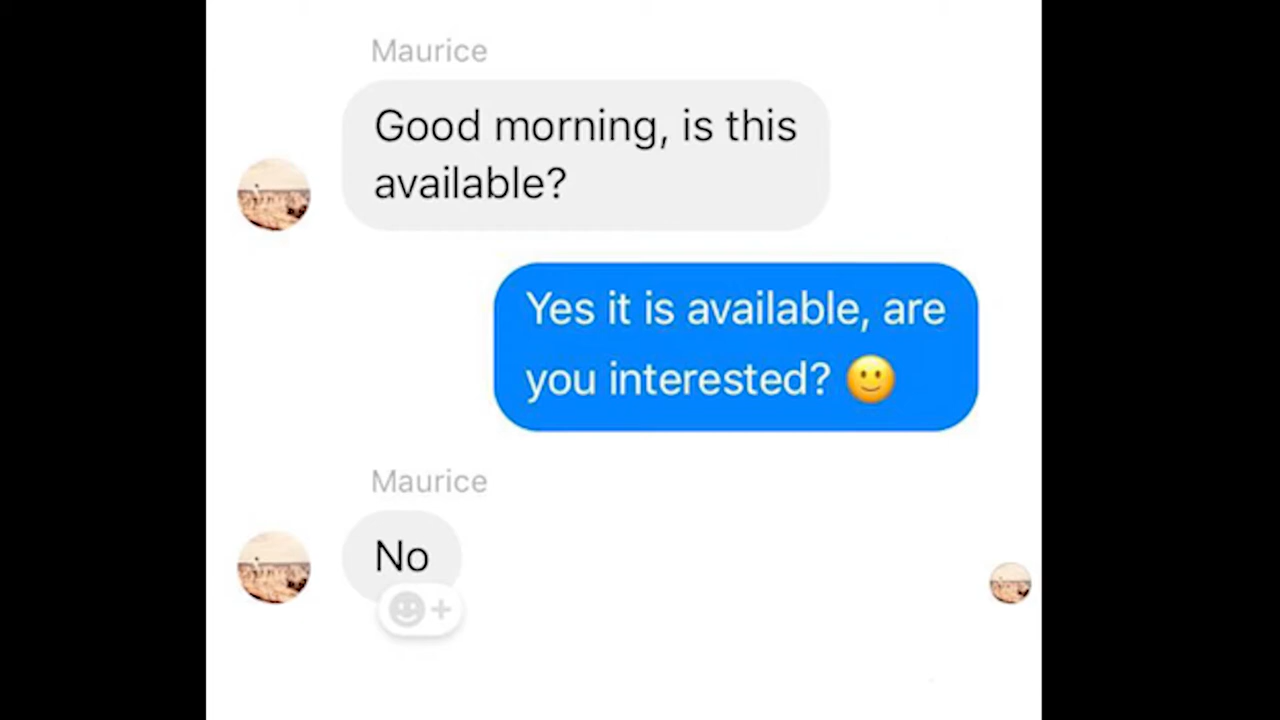 Maurice
Good morning, is this
available?
Yes it is available, are
you interested? 🙂
Maurice
No